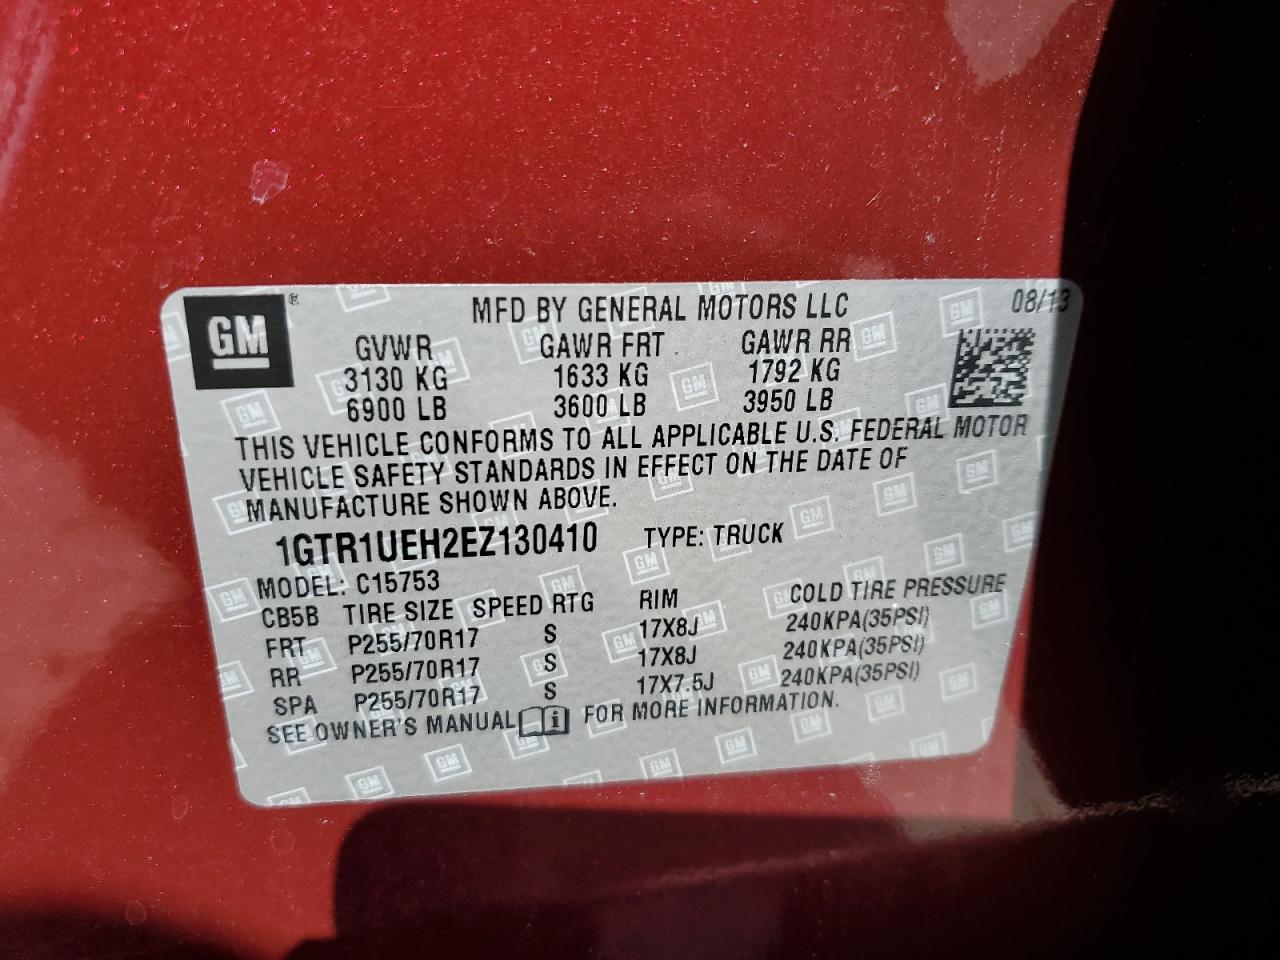 GM ® MFD BY GENERAL MOTORS LLC 08/13
GVWR GAWR FRT GAWR RR
3130 KG 1633 KG 1792 KG
6900 LB 3600 LB 3950 LB
THIS VEHICLE CONFORMS TO ALL APPLICABLE U.S. FEDERAL MOTOR
VEHICLE SAFETY STANDARDS IN EFFECT ON THE DATE OF
MANUFACTURE SHOWN ABOVE.
1GTR1UEH2EZ130410 TYPE: TRUCK
MODEL: C15753
CB5B TIRE SIZE SPEED RTG RIM COLD TIRE PRESSURE
FRT P255/70R17 S 17X8J 240KPA(35PSI)
RR P255/70R17 S 17X8J 240KPA(35PSI)
SPA P255/70R17 S 17X7.5J 240KPA(35PSI)
SEE OWNER'S MANUAL i FOR MORE INFORMATION.